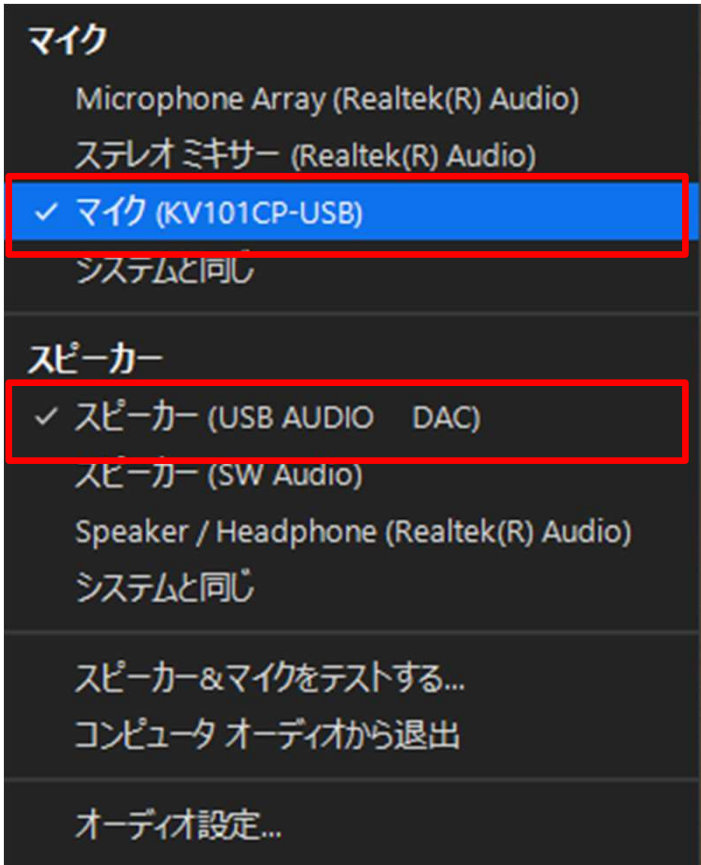 マイク
Microphone Array (Realtek(R) Audio)
ステレオ ミキサー (Realtek(R) Audio)
✓ マイク (KV101CP-USB)
システムと同じ
スピーカー
✓ スピーカー (USB AUDIO　DAC)
スピーカー (SW Audio)
Speaker / Headphone (Realtek(R) Audio)
システムと同じ
スピーカー&マイクをテストする...
コンピュータ オーディオから退出
オーディオ設定...